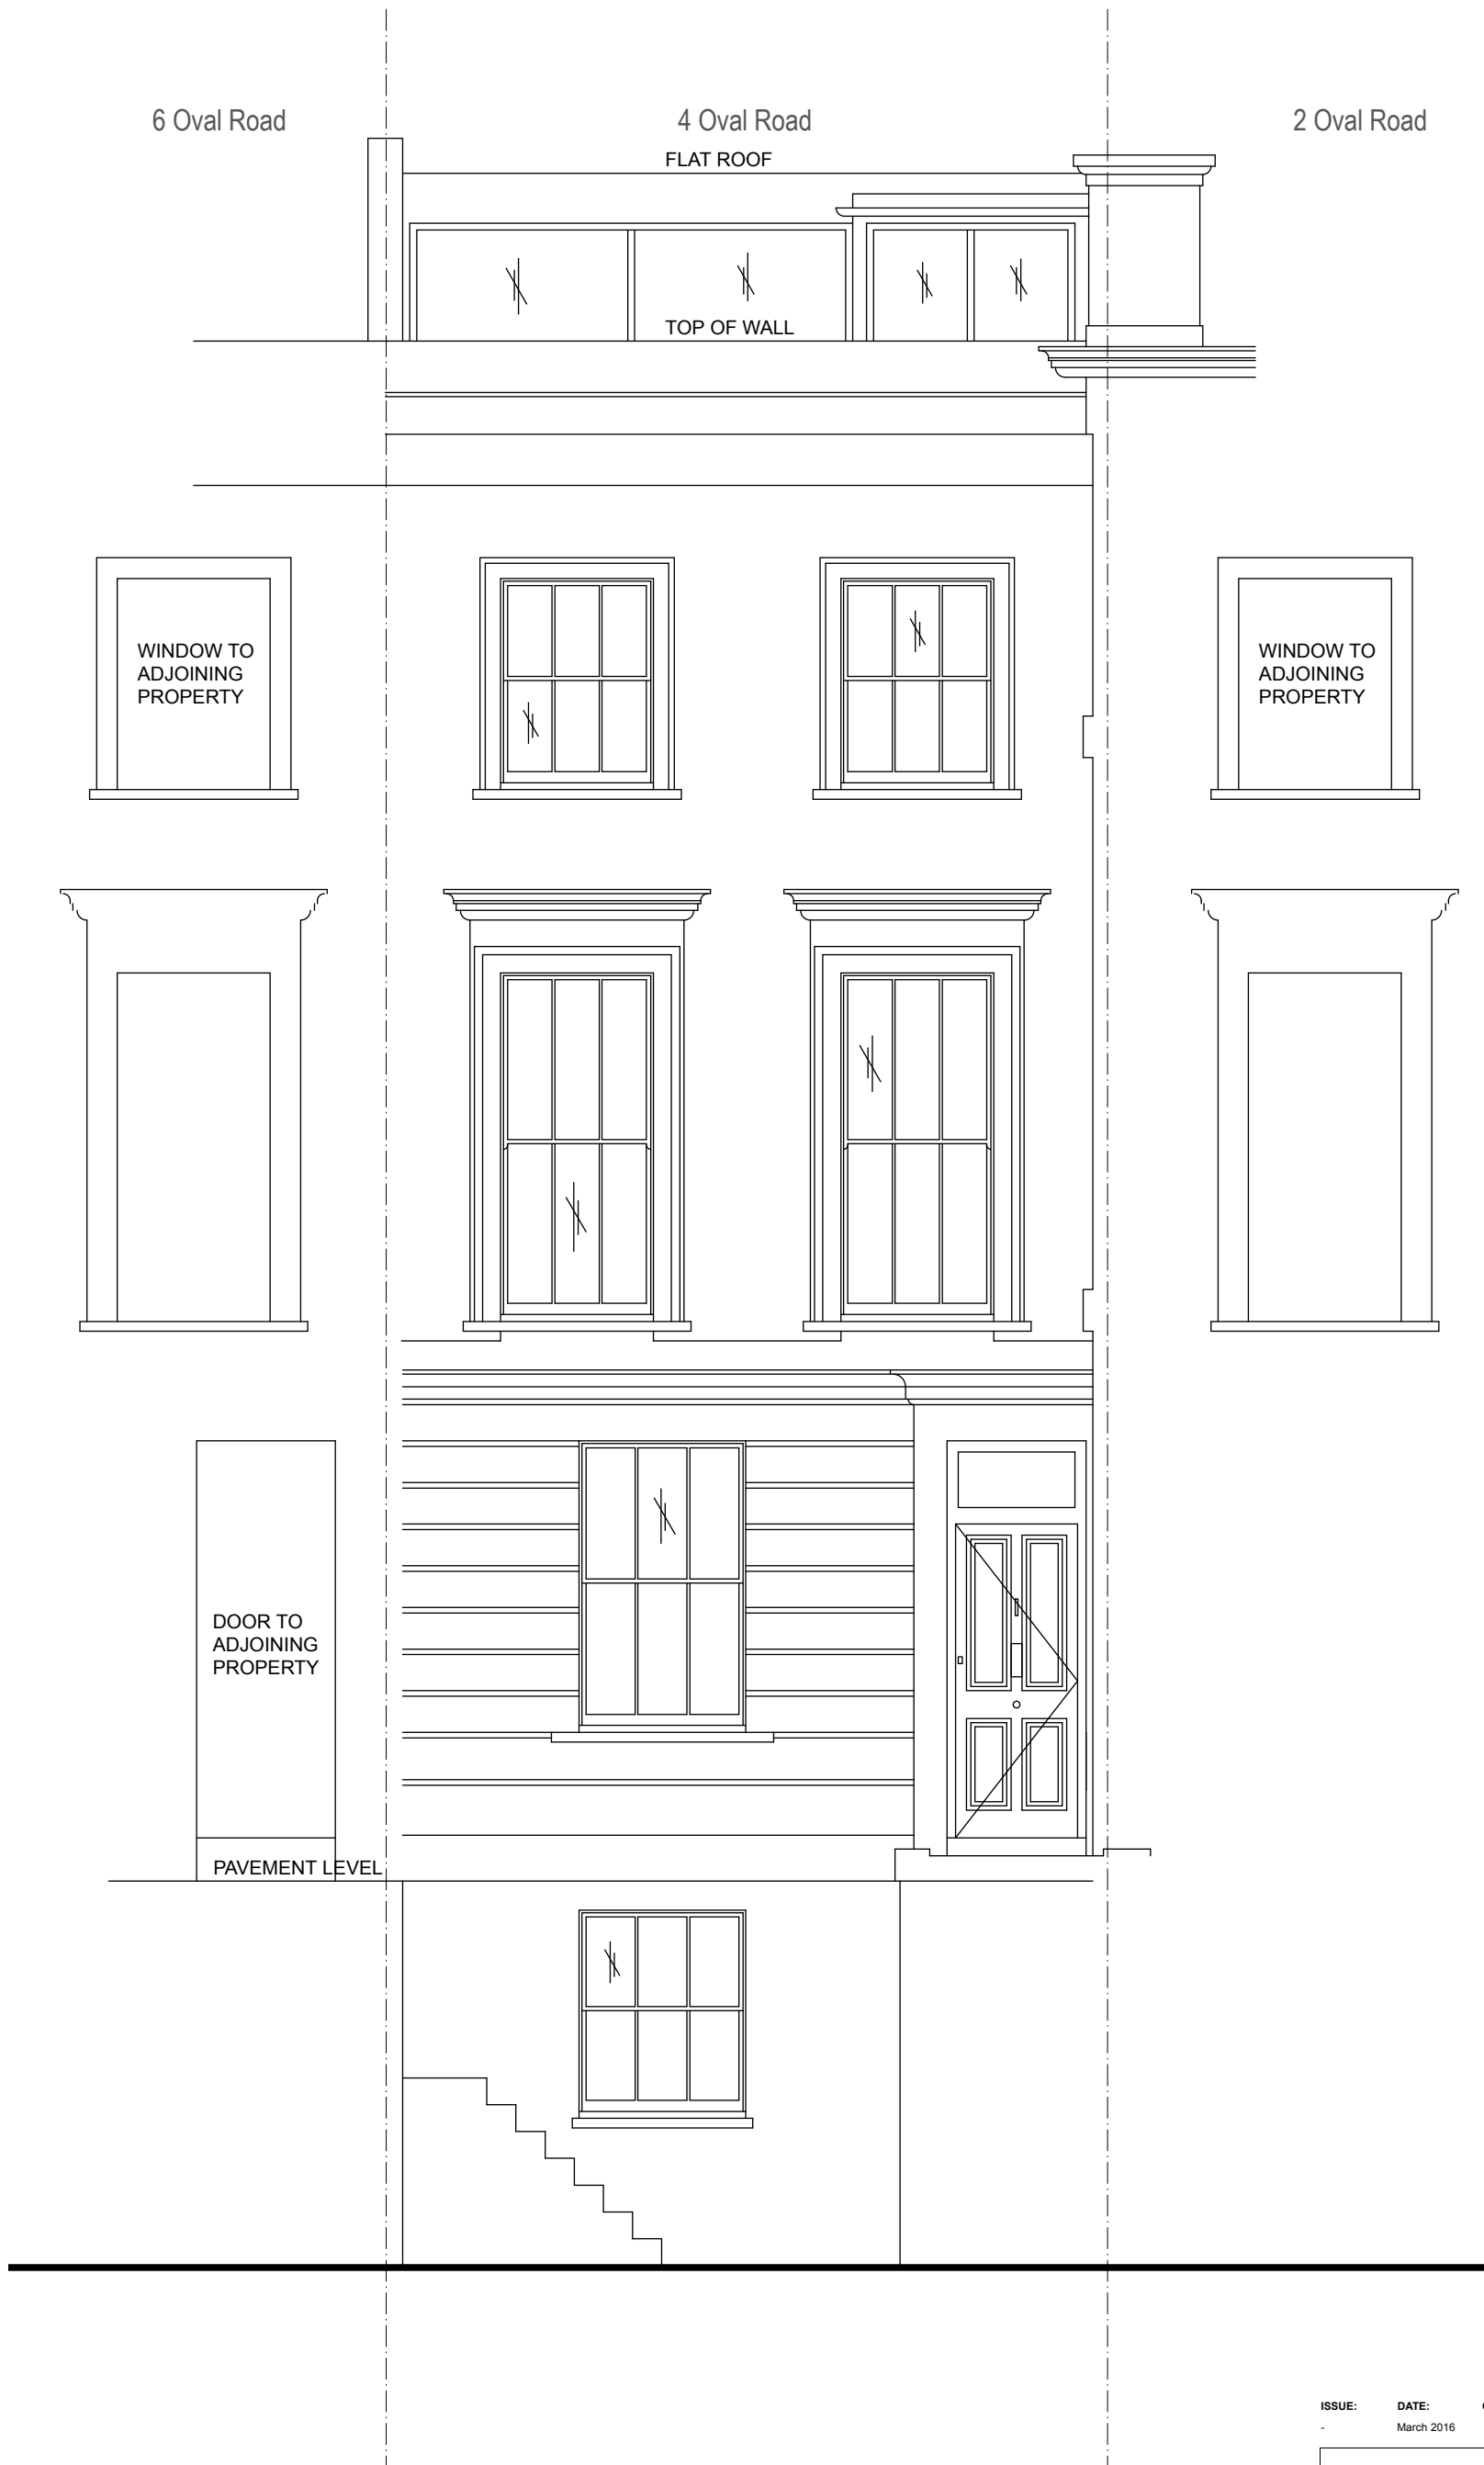 6 Oval Road
4 Oval Road
2 Oval Road
FLAT ROOF
TOP OF WALL
WINDOW TO
ADJOINING
PROPERTY
WINDOW TO
ADJOINING
PROPERTY
DOOR TO
ADJOINING
PROPERTY
PAVEMENT LEVEL
ISSUE:
DATE:
-
March 2016